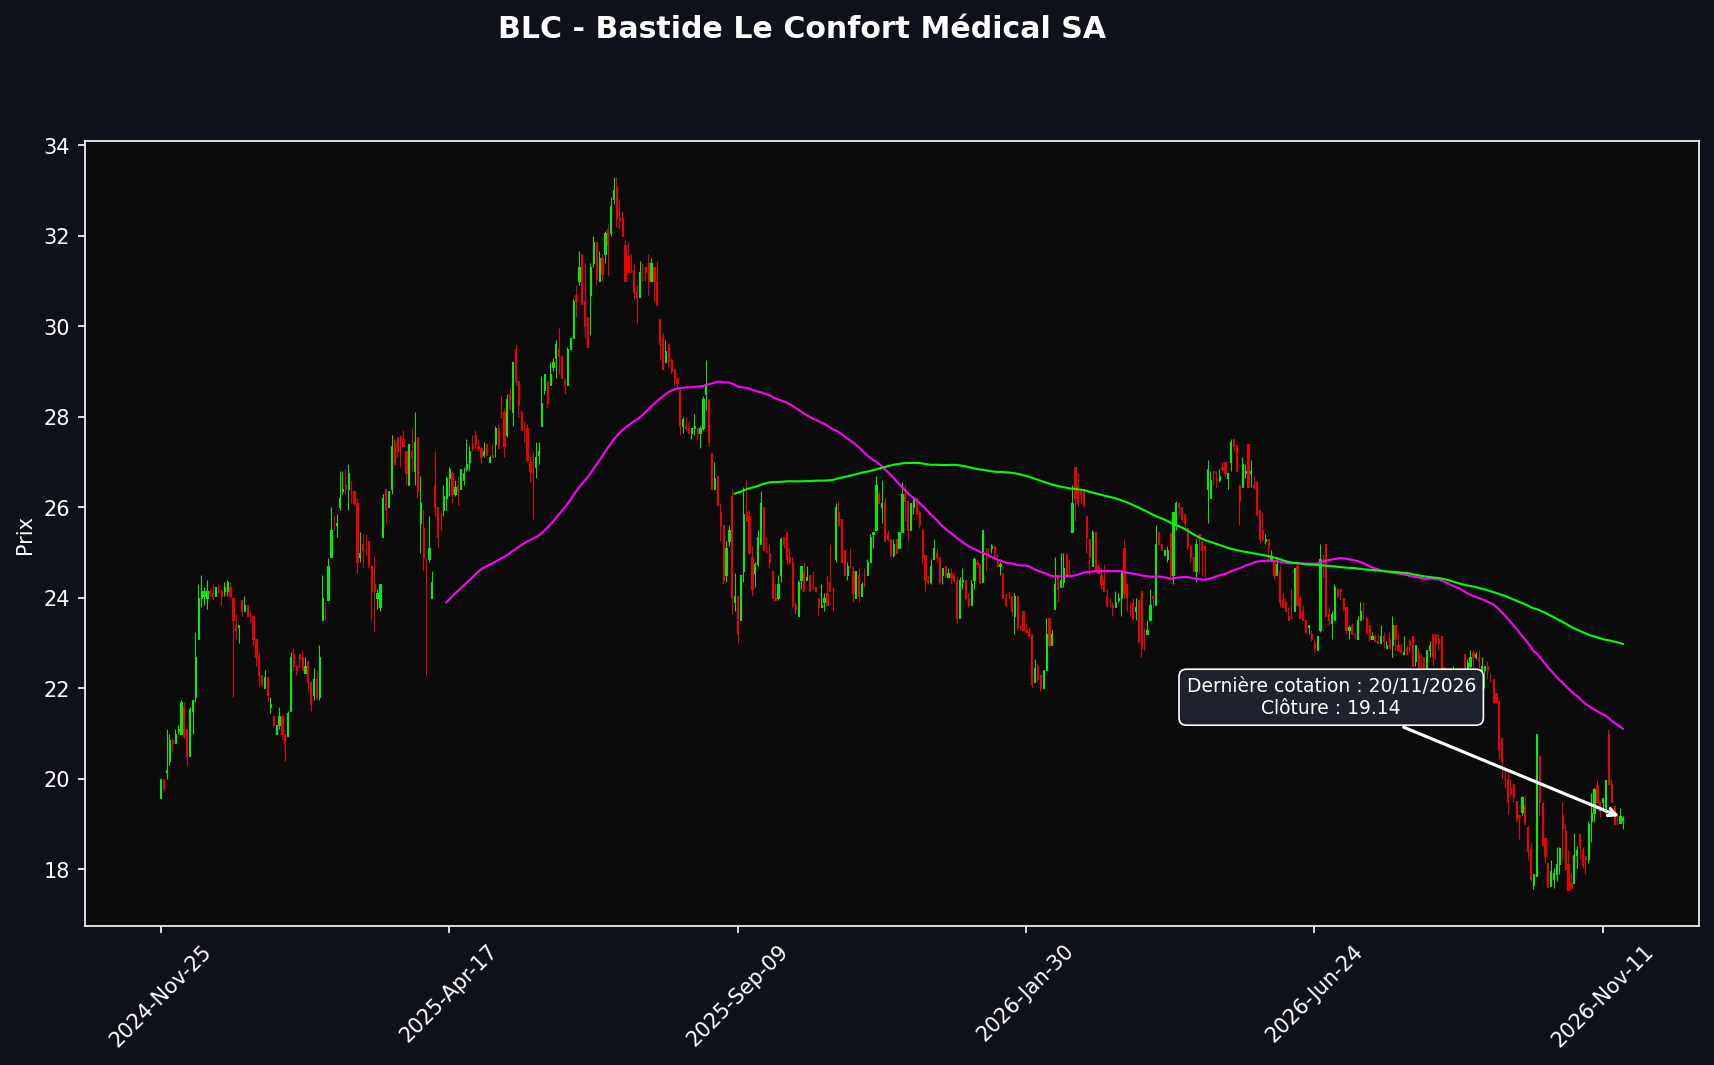 BLC - Bastide Le Confort Médical SA
Prix
34
32
30
28
26
24
22
20
18
Dernière cotation : 20/11/2026
Clôture : 19.14
2024-Nov-25
2025-Apr-17
2025-Sep-09
2026-Jan-30
2026-Jun-24
2026-Nov-11